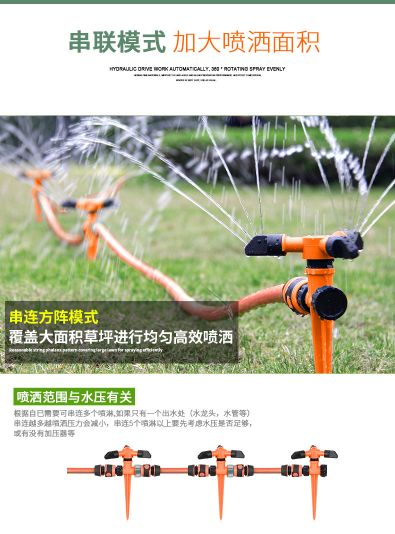 串联模式 加大喷洒面积
HYDRAULIC DRIVE WORK AUTOMATICALLY, 360 ° ROTATING SPRAY EVENLY
串连方阵模式
覆盖大面积草坪进行均匀高效喷洒
Reasonable string phalanx pattern covering large lawn for spraying efficiently
喷洒范围与水压有关
根据自已需要可串连多个喷淋,如果只有一个出水处（水龙头，水管等）
串连越多越喷洒压力会减小，串连5个喷淋以上要先考虑水压是否足够,
或有没有加压器等